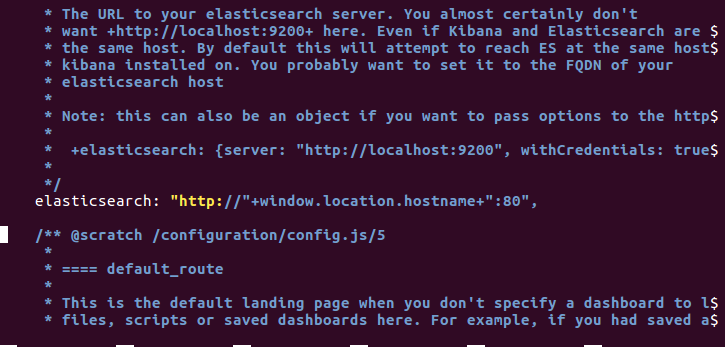 * The URL to your elasticsearch server. You almost certainly don't
* want +http://localhost:9200+ here. Even if Kibana and Elasticsearch are $
* the same host. By default this will attempt to reach ES at the same host$
* kibana installed on. You probably want to set it to the FQDN of your
* elasticsearch host
*
* Note: this can also be an object if you want to pass options to the http$
*
*  +elasticsearch: {server: "http://localhost:9200", withCredentials: true$
*
*/
elasticsearch: "http://"+window.location.hostname+":80",
/** @scratch /configuration/config.js/5
*
* ==== default_route
*
* This is the default landing page when you don't specify a dashboard to l$
* files, scripts or saved dashboards here. For example, if you had saved a$